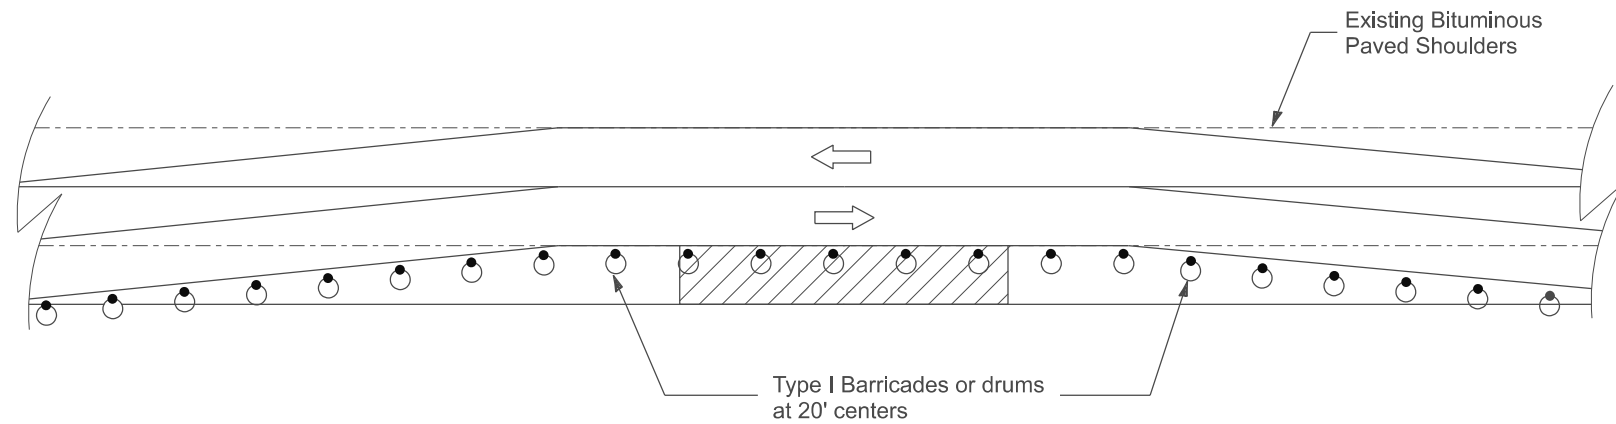 Existing Bituminous
Paved Shoulders
Type I Barricades or drums
at 20' centers